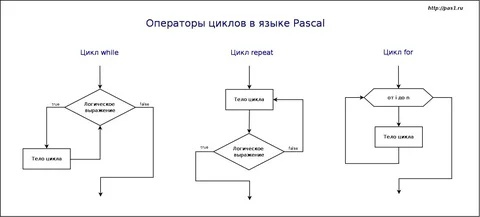 http://pas1.ru
Операторы циклов в языке Pascal
Цикл while
Цикл repeat
Цикл for
true
Логическое
выражение
false
Тело цикла
Тело цикла
true
Логическое
выражение
false
от i до n
Тело цикла